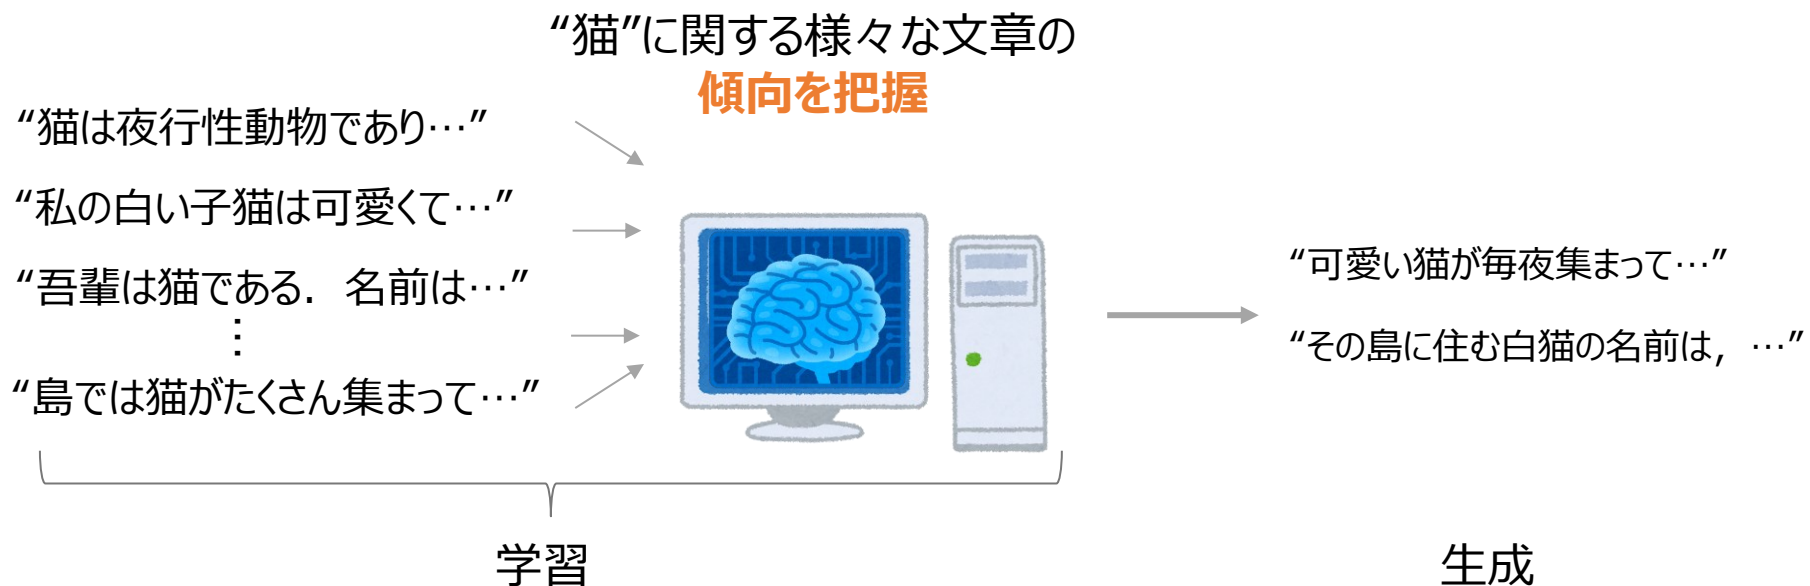 “猫”に関する様々な文章の
傾向を把握
“猫は夜行性動物であり…”
“私の白い子猫は可愛くて…”
“吾輩は猫である．名前は…”
⋮
“島では猫がたくさん集まって…”
“可愛い猫が毎夜集まって…”
“その島に住む白猫の名前は，…”
学習
生成